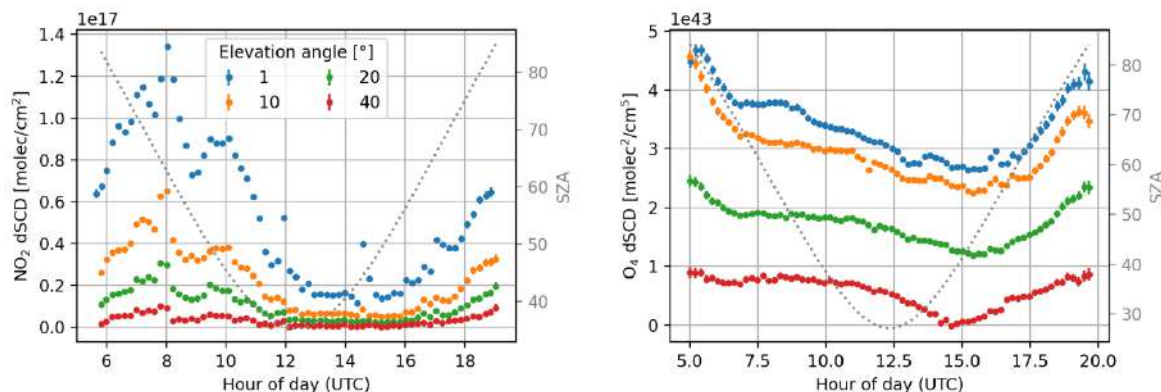 1e17
1.4
1.2
1.0
0.8
0.6
0.4
0.2
0.0
NO₂ dSCD [molec/cm²]
Elevation angle [°]
1
10
20
40
80
70
60
50
40
SZA
6 8 10 12 14 16 18
Hour of day (UTC)
1e43
5
4
3
2
1
0
O₄ dSCD [molec²/cm⁵]
80
70
60
50
40
30
SZA
5.0 7.5 10.0 12.5 15.0 17.5 20.0
Hour of day (UTC)